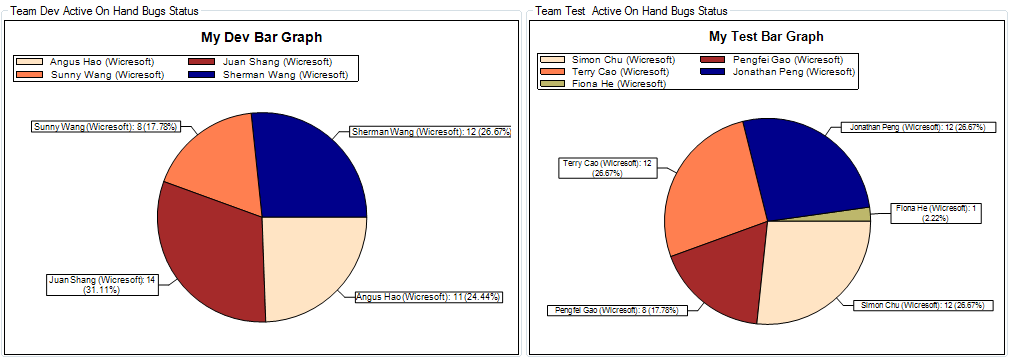 Team Dev Active On Hand Bugs Status
My Dev Bar Graph
Angus Hao (Wicresoft)
Juan Shang (Wicresoft)
Sunny Wang (Wicresoft)
Sherman Wang (Wicresoft)
Sunny Wang (Wicresoft): 8 (17.78%)
Sherman Wang (Wicresoft): 12 (26.67%
Juan Shang (Wicresoft): 14
(31.11%)
Angus Hao (Wicresoft): 11 (24.44%)
Team Test Active On Hand Bugs Status
My Test Bar Graph
Simon Chu (Wicresoft)
Pengfei Gao (Wicresoft)
Terry Cao (Wicresoft)
Jonathan Peng (Wicresoft)
Fiona He (Wicresoft)
Jonathan Peng (Wicresoft): 12 (26.67%)
Terry Cao (Wicresoft): 12
(26.67%)
Fiona He (Wicresoft): 1
(2.22%)
Pengfei Gao (Wicresoft): 8 (17.78%)
Simon Chu (Wicresoft): 12 (26.67%)